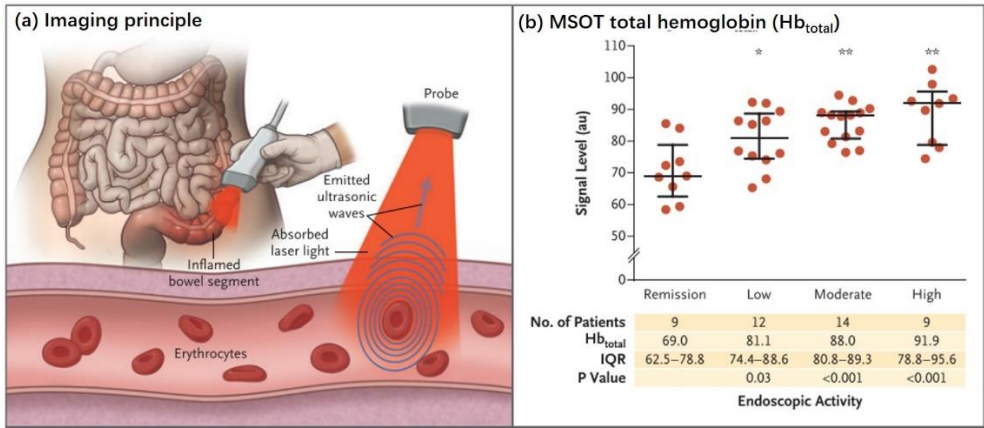 (a) Imaging principle
Probe
Emitted
ultrasonic
waves
Absorbed
laser light
Inflamed
bowel segment
Erythrocytes
(b) MSOT total hemoglobin (Hbtotal)
110
100
90
80
70
60
50
0
Signal Level (au)
* ** **
Remission Low Moderate High
No. of Patients 9 12 14 9
Hbtotal 69.0 81.1 88.0 91.9
IQR 62.5–78.8 74.4–88.6 80.8–89.3 78.8–95.6
P Value 0.03 <0.001 <0.001
Endoscopic Activity